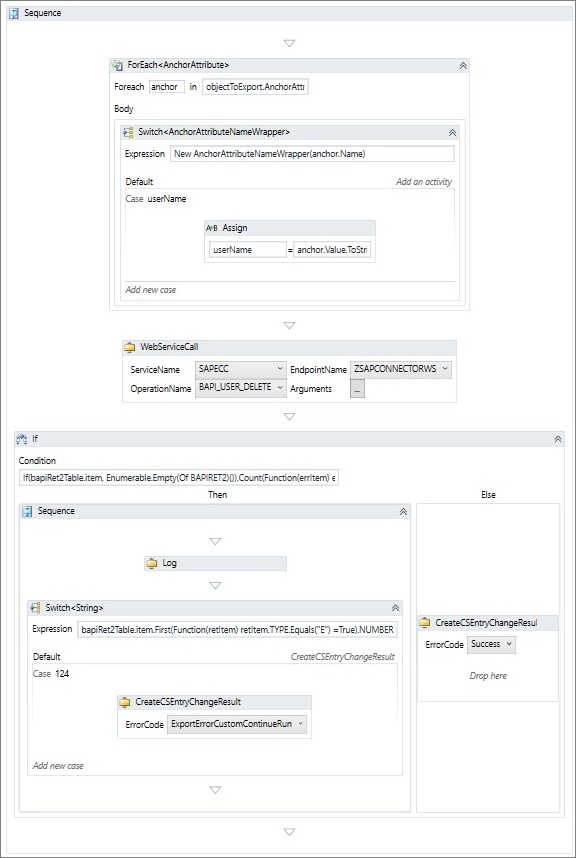 Sequence
ForEach<AnchorAttribute>
Foreach anchor in objectToExport.AnchorAttr
Body
Switch<AnchorAttributeNameWrapper>
Expression New AnchorAttributeNameWrapper(anchor.Name)
Default Add an activity
Case userName
A+B Assign
userName = anchor.Value.ToStri
Add new case
WebServiceCall
ServiceName SAPECC EndpointName ZSAPCONNECTORWS
OperationName BAPI_USER_DELETE Arguments ...
If
Condition
If(bapiRet2Table.item, Enumerable.Empty(Of BAPIRET2)()).Count(Function(errItem) e
Then Else
Sequence
Log
Switch<String>
Expression bapiRet2Table.item.First(Function(retItem) retItem.TYPE.Equals("E") =True).NUMBER
Default CreateCSEntryChangeResult
Case 124
CreateCSEntryChangeResult
ErrorCode ExportErrorCustomContinueRun
Add new case
CreateCSEntryChangeResul
ErrorCode Success
Drop here